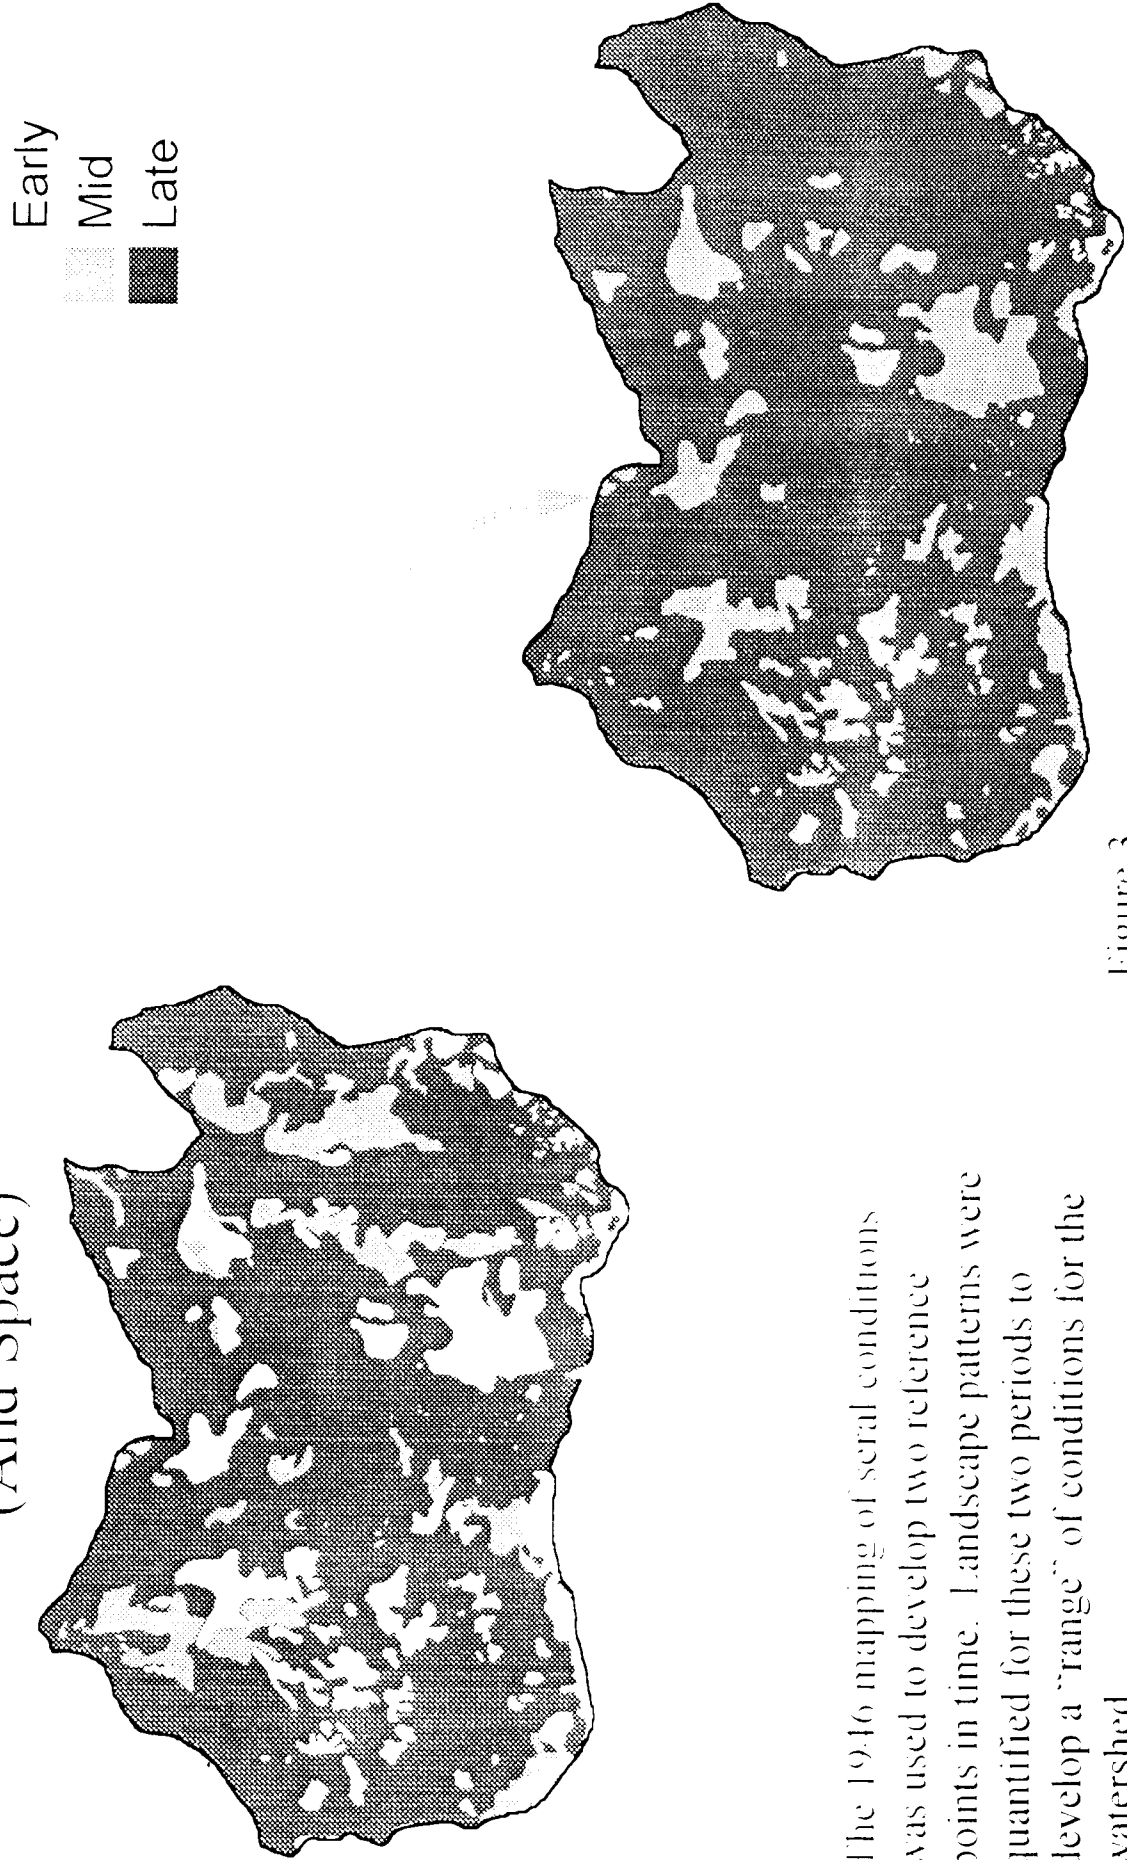 (And Space)
Early
Mid
Late
The 1946 mapping of seral conditions
was used to develop two reference
points in time. Landscape patterns were
quantified for these two periods to
develop a "range" of conditions for the
watershed
Figure 3